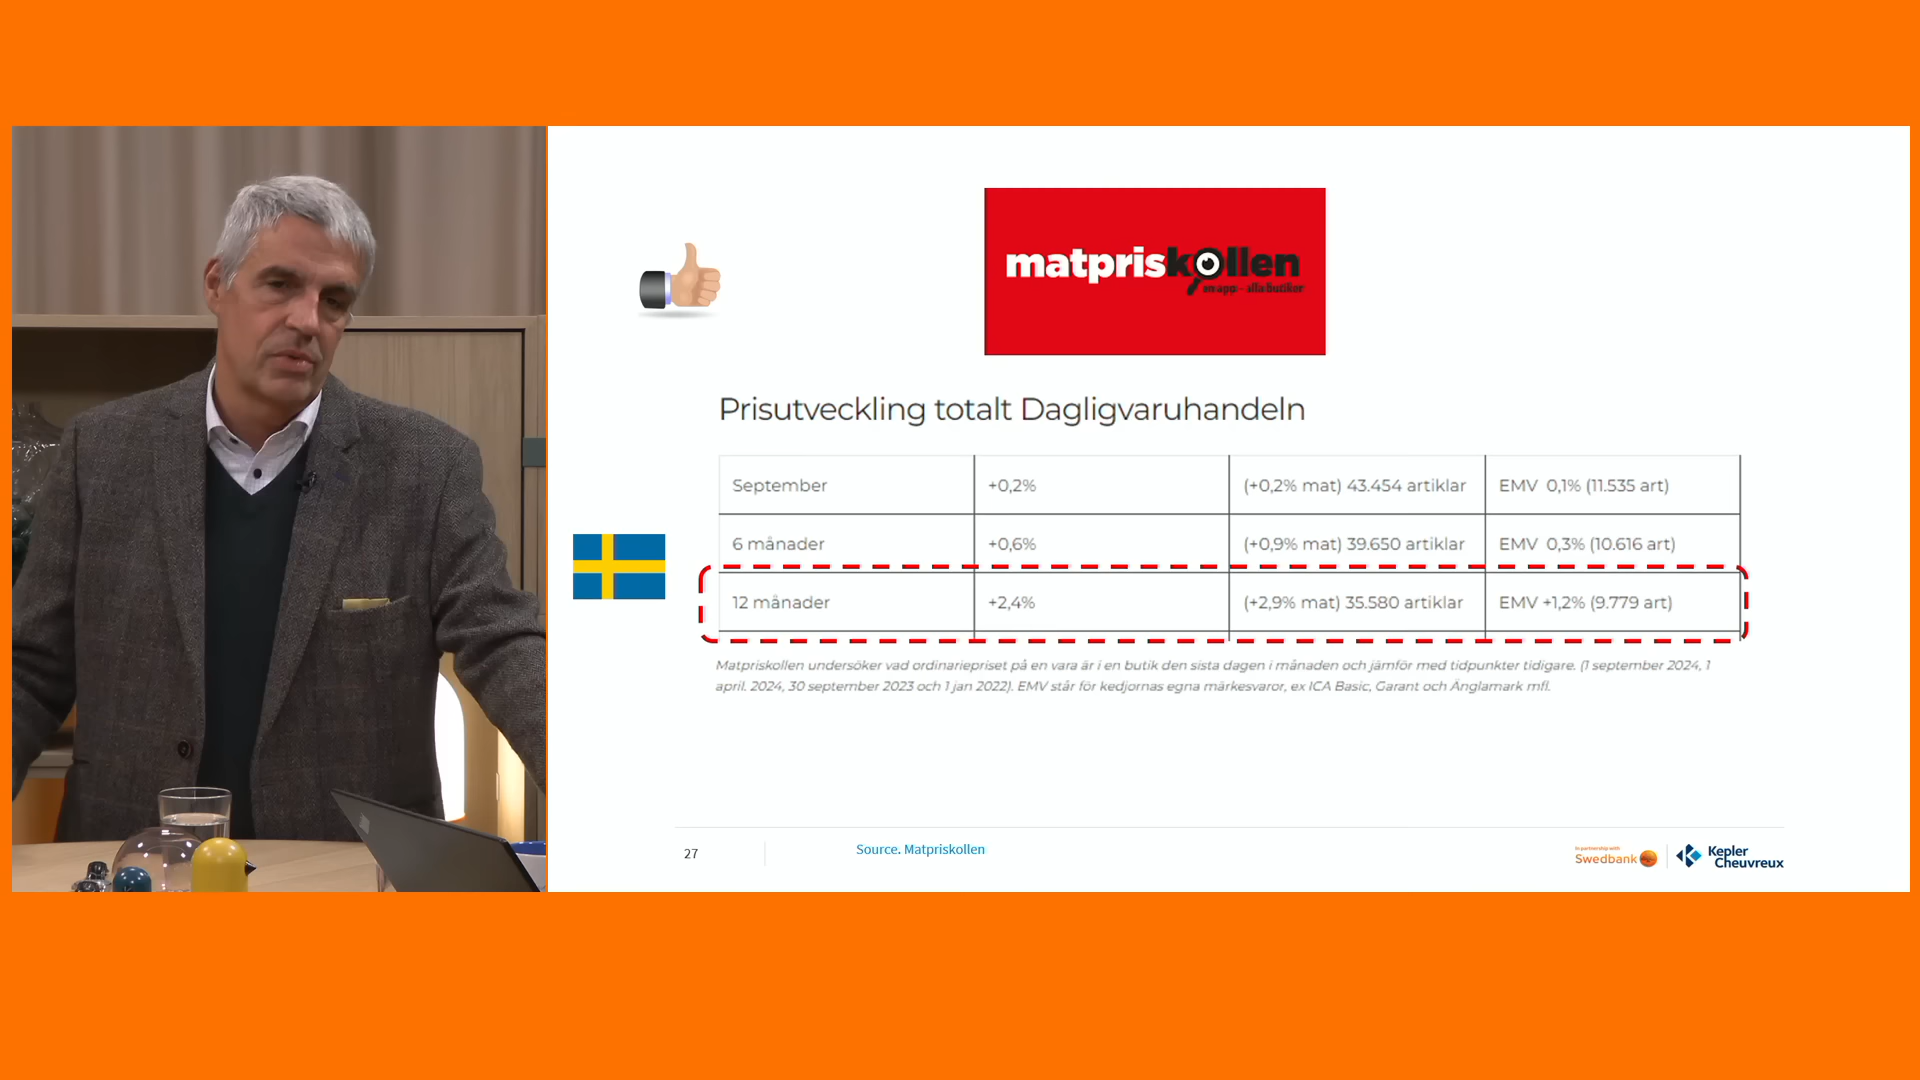 matpriskollen
en app - alla butiker
Prisutveckling totalt Dagligvaruhandeln
September +0,2% (+0,2% mat) 43.454 artiklar EMV 0,1% (11.535 art)
6 månader +0,6% (+0,9% mat) 39.650 artiklar EMV 0,3% (10.616 art)
12 månader +2,4% (+2,9% mat) 35.580 artiklar EMV +1,2% (9.779 art)
Matpriskollen undersöker vad ordinariepriset på en vara är i en butik den sista dagen i månaden och jämför med tidpunkter tidigare. (1 september 2024, 1
april. 2024, 30 september 2023 och 1 jan 2022). EMV står för kedjornas egna märkesvaror, ex ICA Basic, Garant och Änglamark mfl.
27
Source. Matpriskollen
In partnership with
Swedbank
Kepler
Cheuvreux